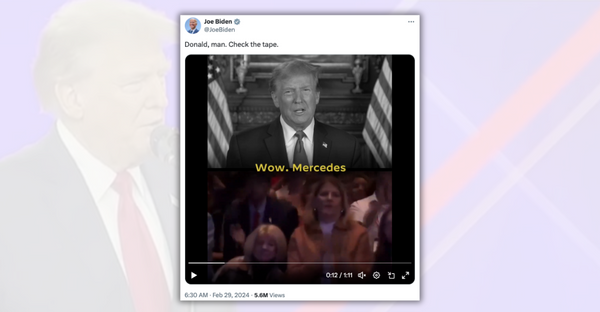 Joe Biden
@JoeBiden
Donald, man. Check the tape.
Wow. Mercedes
0:12 / 1:11
6:30 AM · Feb 29, 2024 · 5.6M Views